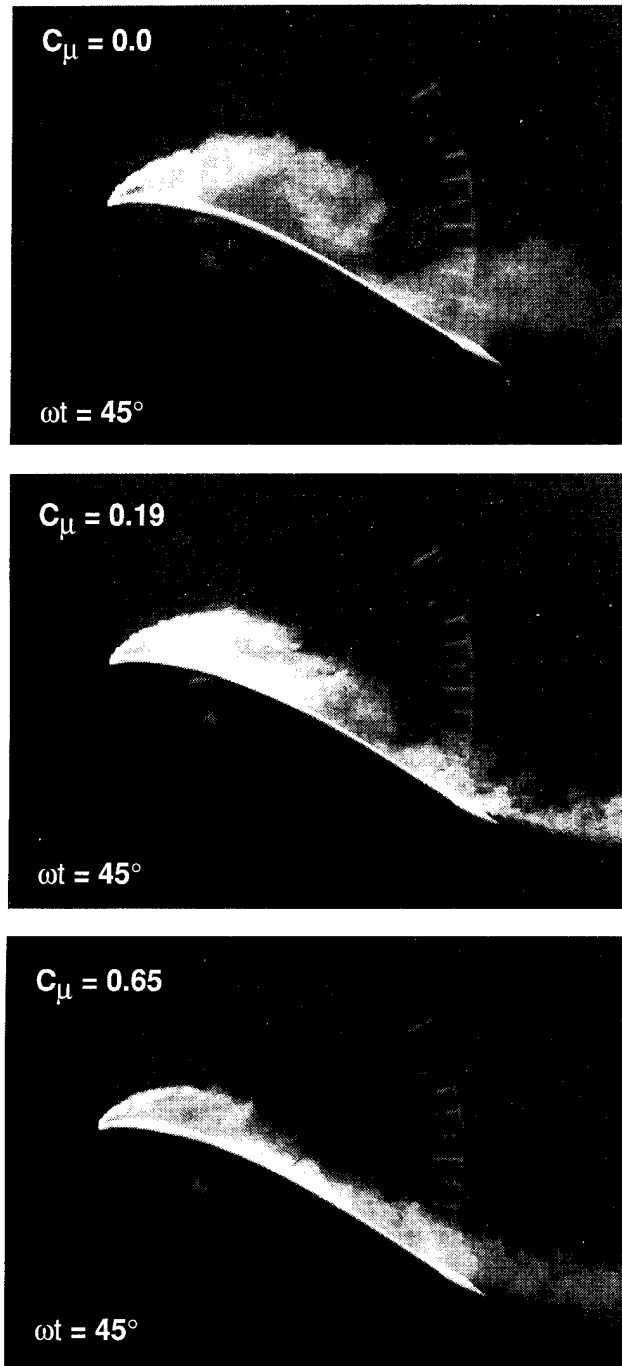 Cμ = 0.0
ωt = 45°
Cμ = 0.19
ωt = 45°
Cμ = 0.65
ωt = 45°